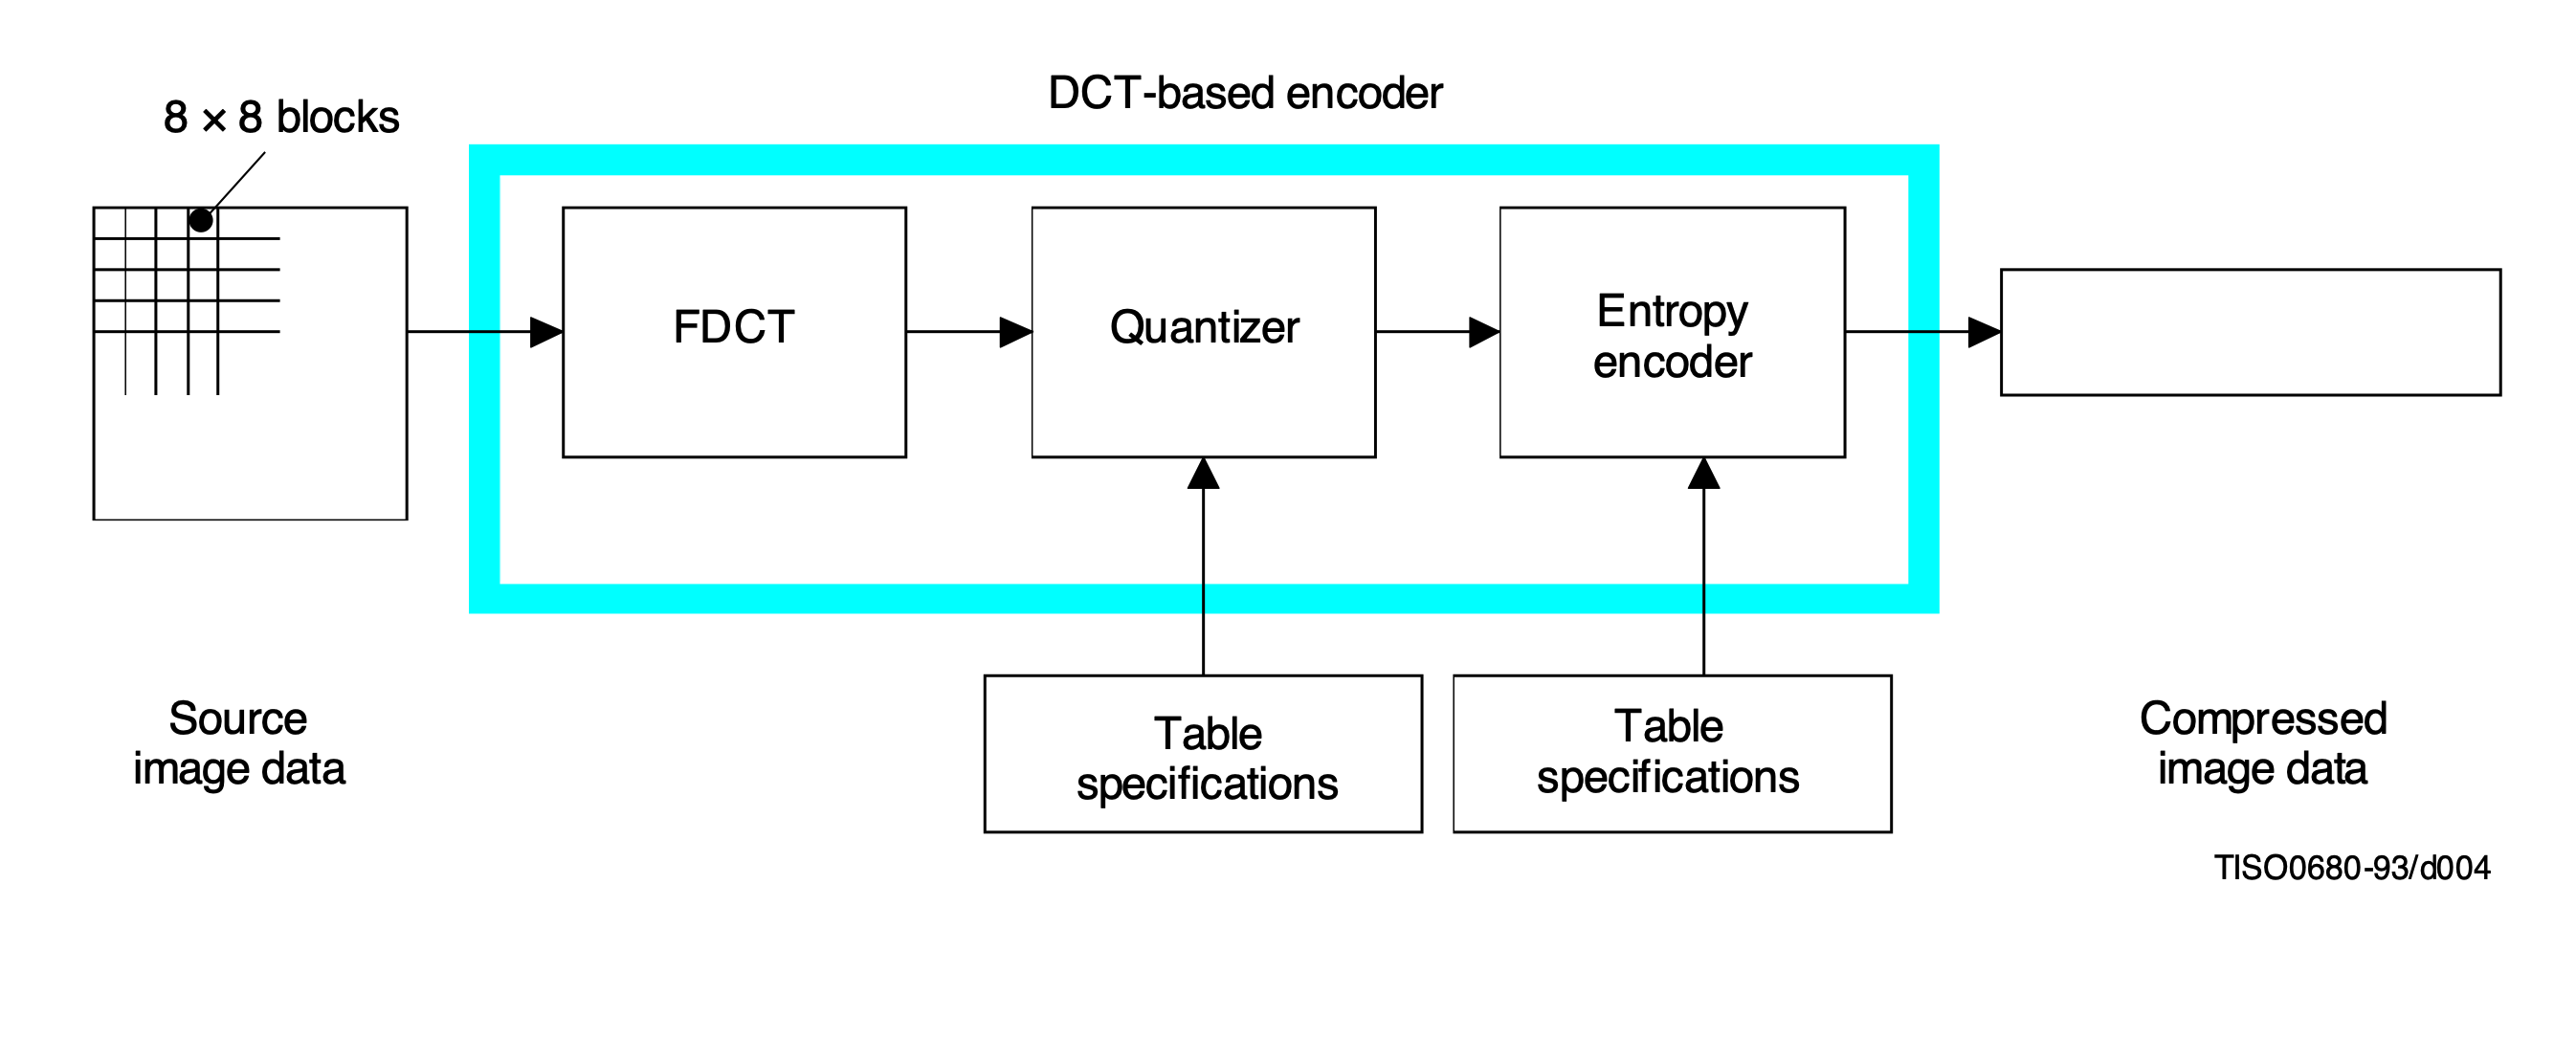 DCT-based encoder
8 × 8 blocks
FDCT
Quantizer
Entropy
encoder
Source
image data
Table
specifications
Table
specifications
Compressed
image data
TISO0680-93/d004